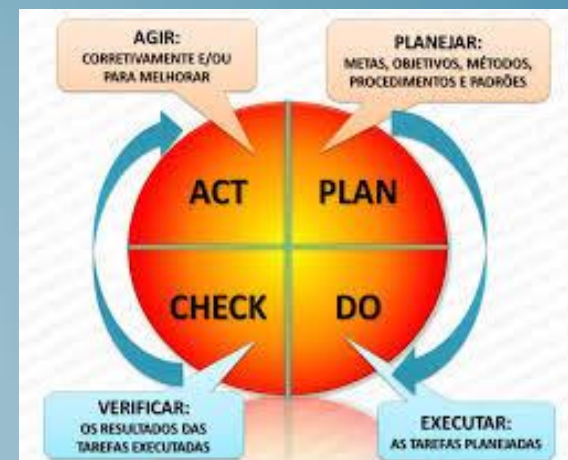 AGIR:
CORRETIVAMENTE E/OU
PARA MELHORAR
PLANEJAR:
METAS, OBJETIVOS, MÉTODOS,
PROCEDIMENTOS E PADRÕES
ACT
PLAN
CHECK
DO
VERIFICAR:
OS RESULTADOS DAS
TAREFAS EXECUTADAS
EXECUTAR:
AS TAREFAS PLANEJADAS